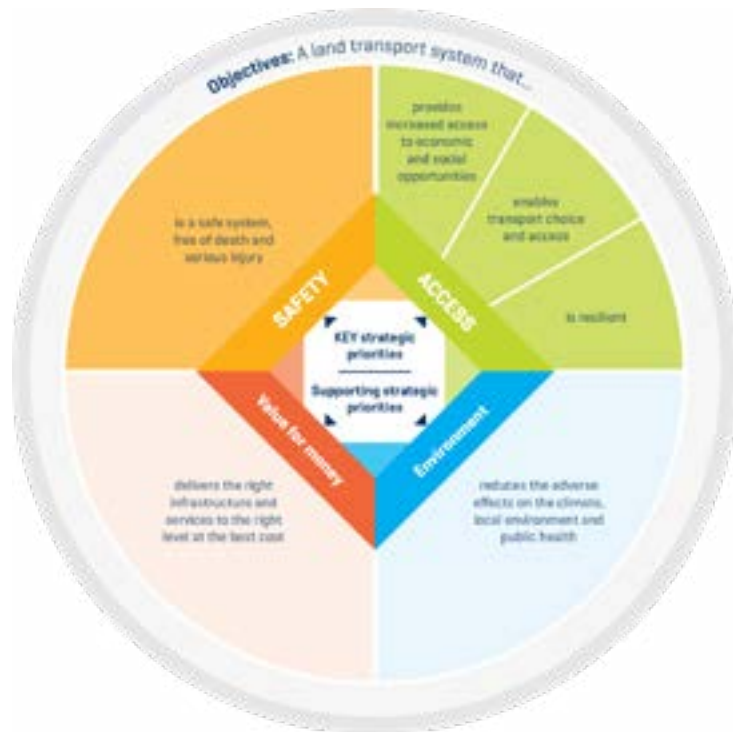 Objectives: A land transport system that...
provides
increased access
to economic
and social
opportunities
enables
transport choice
and access
is resilient
is a safe system,
free of death and
serious injury
SAFETY
ACCESS
KEY strategic
priorities
Supporting strategic
priorities
Value for money
Environment
delivers the right
infrastructure and
services to the right
level at the best cost
reduces the adverse
effects on the climate,
local environment and
public health